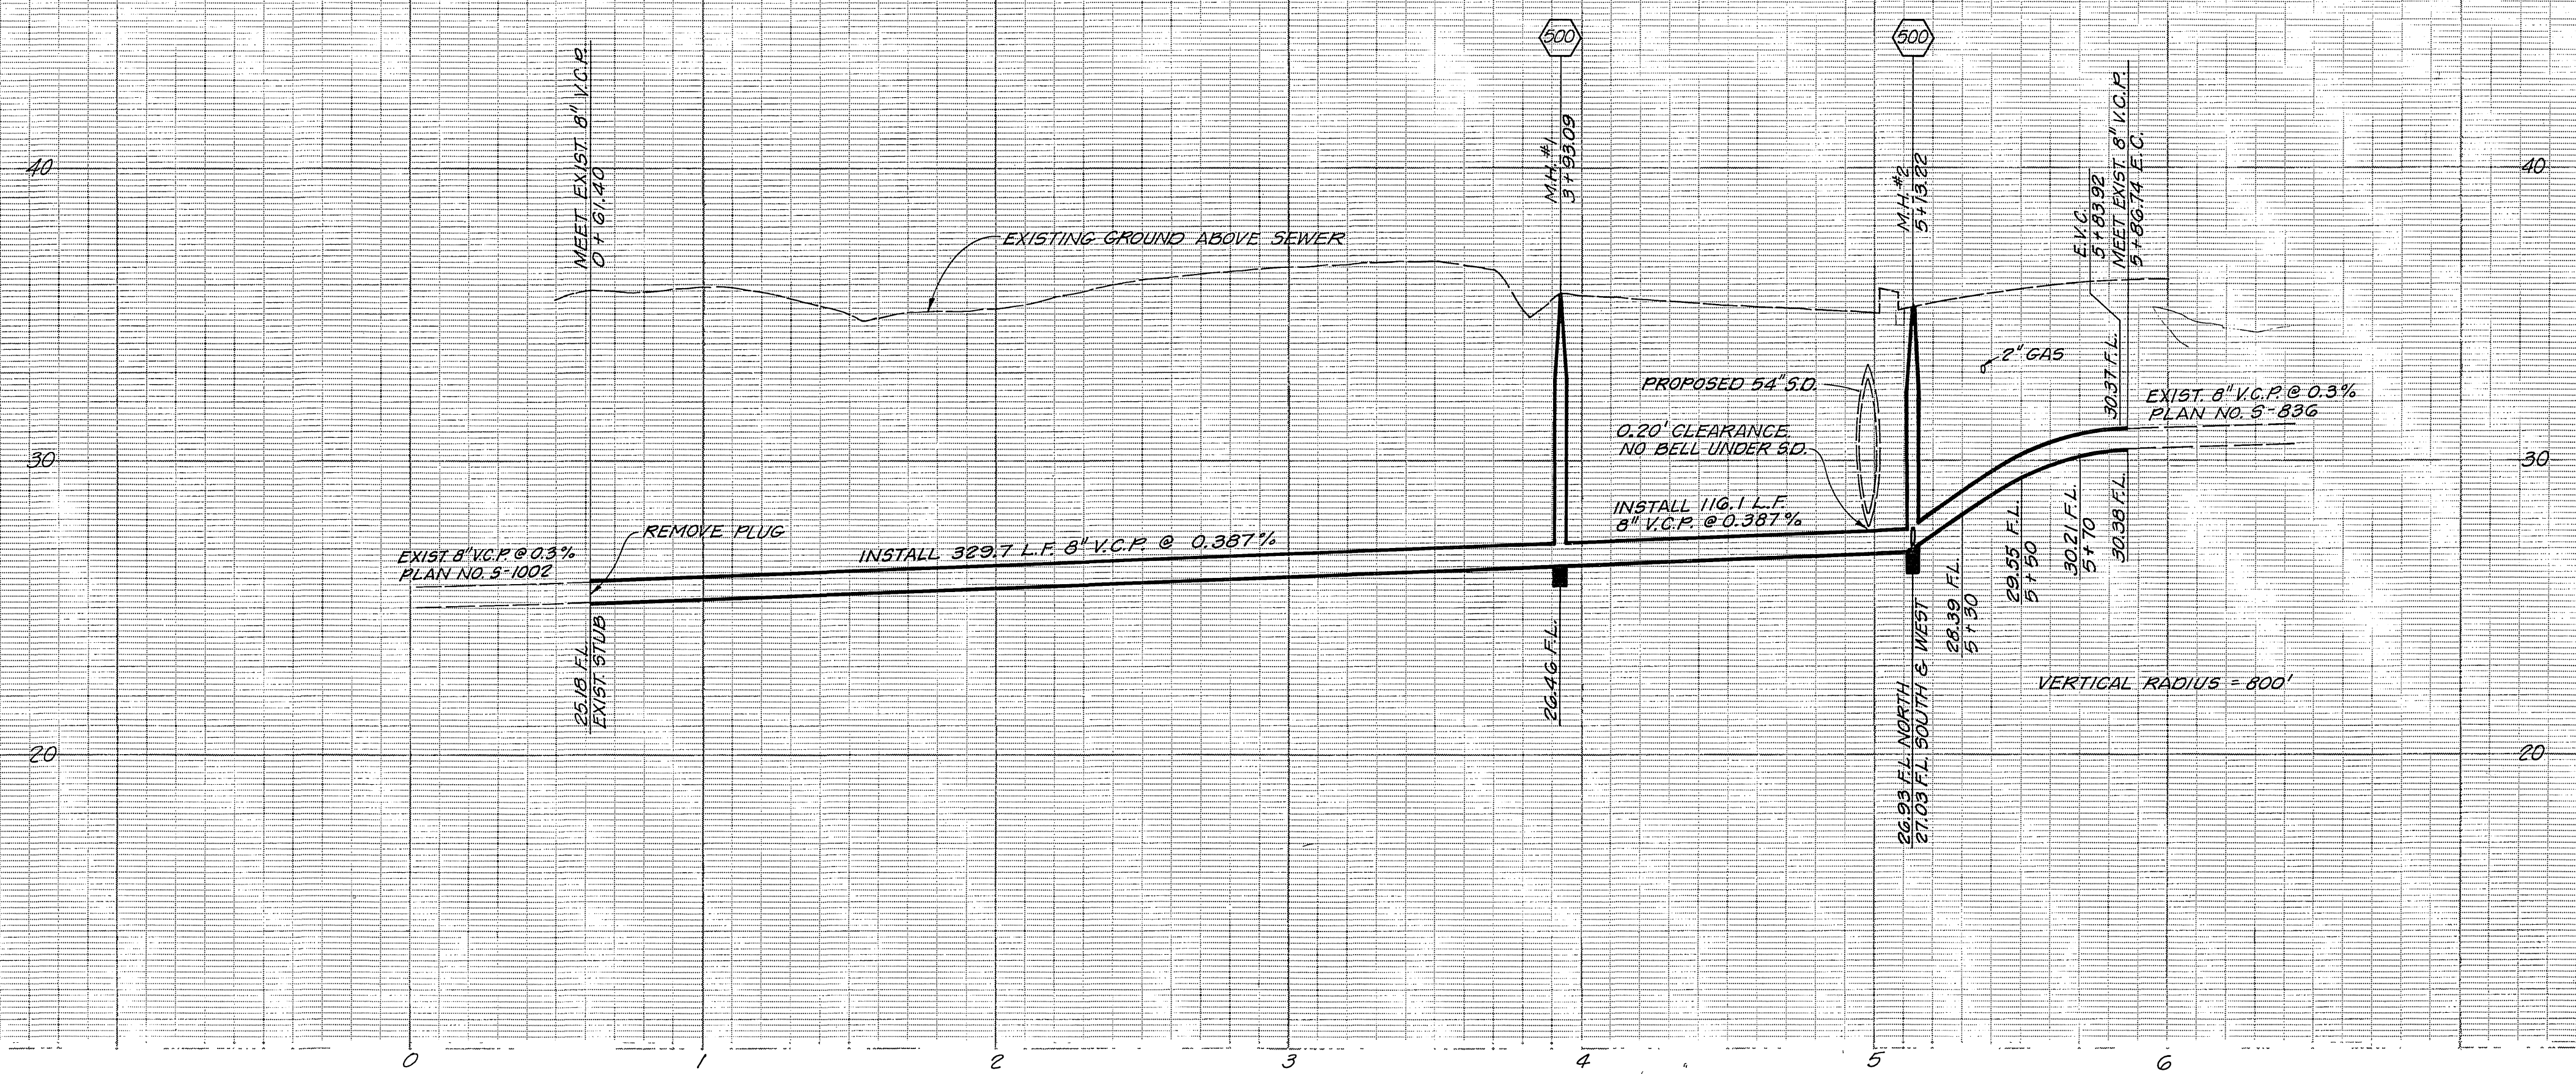 500
500
MEET EXIST. 8" V.C.P.
0 + 61.40
M.H. #1
3 + 93.09
M.H. #2
5+13.22
E.V.C.
5+83.92
MEET EXIST. 8" V.C.P.
5+86.74 E.C.
40
40
EXISTING GROUND ABOVE SEWER
2" GAS
PROPOSED 54" S.D.
30.37 F.L.
EXIST. 8" V.C.P. @ 0.3%
PLAN NO. S-836
0.20' CLEARANCE
NO BELL UNDER S.D.
30
30
INSTALL 116.1 L.F.
8" V.C.P. @ 0.387%
REMOVE PLUG
INSTALL 329.7 L.F. 8" V.C.P. @ 0.387%
EXIST. 8" V.C.P. @ 0.3%
PLAN NO. S-1002
25.18 F.L.
EXIST. STUB
26.46 F.L.
26.93 F.L. NORTH
27.03 F.L. SOUTH & WEST
28.39 F.L.
5 + 30
29.55 F.L.
5 + 50
30.21 F.L.
5 + 70
30.38 F.L.
VERTICAL RADIUS = 800'
20
20
0
1
2
3
4
5
6